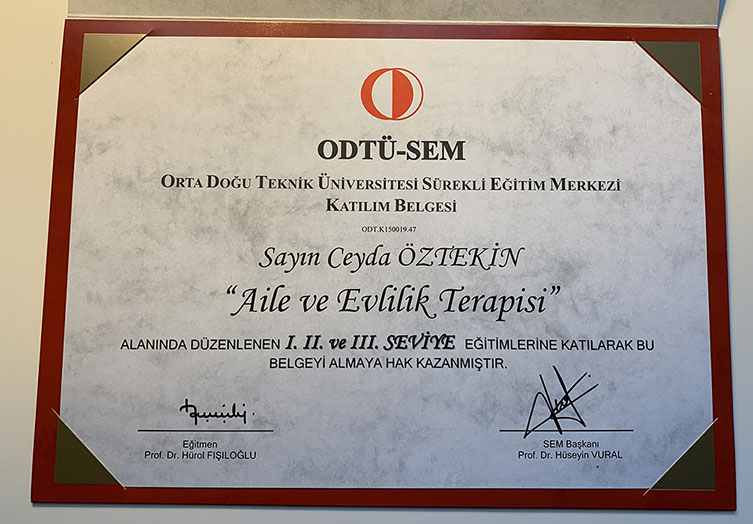 ODTÜ-SEM
ORTA DOĞU TEKNİK ÜNİVERSİTESİ SÜREKLİ EĞİTİM MERKEZİ
KATILIM BELGESİ
ODT.K150019.47
Sayın Ceyda ÖZTEKİN
“Aile ve Evlilik Terapisi”
ALANINDA DÜZENLENEN I. II. ve III. SEVİYE EĞİTİMLERİNE KATILARAK BU
BELGEYİ ALMAYA HAK KAZANMIŞTIR.
Eğitmen
Prof. Dr. Hürol FIŞILOĞLU
SEM Başkanı
Prof. Dr. Hüseyin VURAL